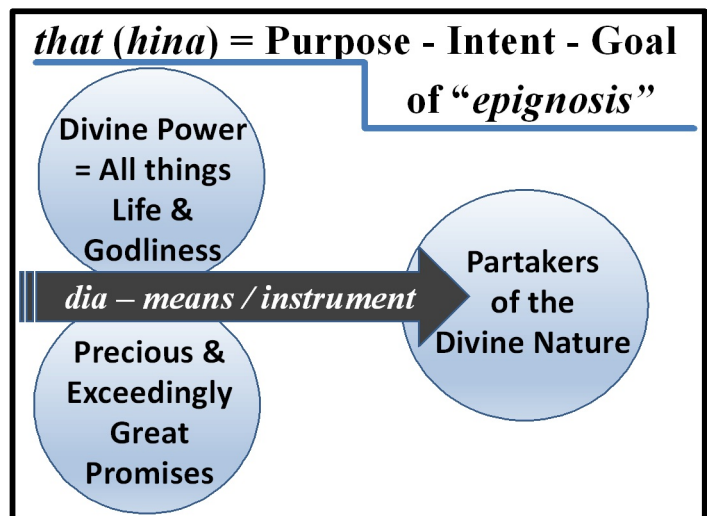 that (hina) = Purpose - Intent - Goal
of “epignosis”
Divine Power
= All things
Life &
Godliness
dia – means / instrument
Precious &
Exceedingly
Great
Promises
Partakers
of the
Divine Nature